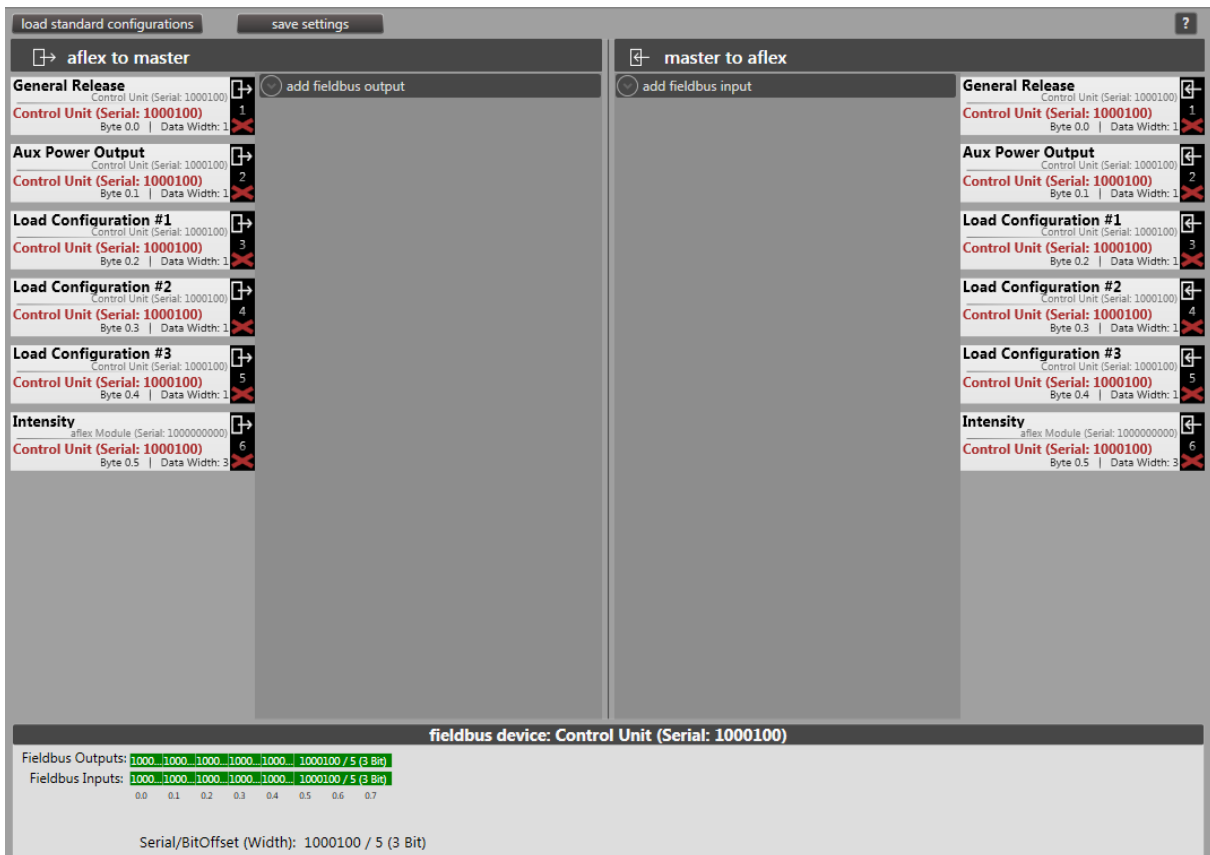 load standard configurations
save settings
?
aflex to master
General Release
Control Unit (Serial: 1000100)
Control Unit (Serial: 1000100)
1
Byte 0.0 | Data Width: 1
Aux Power Output
Control Unit (Serial: 1000100)
Control Unit (Serial: 1000100)
2
Byte 0.1 | Data Width: 1
Load Configuration #1
Control Unit (Serial: 1000100)
Control Unit (Serial: 1000100)
3
Byte 0.2 | Data Width: 1
Load Configuration #2
Control Unit (Serial: 1000100)
Control Unit (Serial: 1000100)
4
Byte 0.3 | Data Width: 1
Load Configuration #3
Control Unit (Serial: 1000100)
Control Unit (Serial: 1000100)
5
Byte 0.4 | Data Width: 1
Intensity
aflex Module (Serial: 1000000000)
Control Unit (Serial: 1000100)
6
Byte 0.5 | Data Width: 3
add fieldbus output
master to aflex
add fieldbus input
General Release
Control Unit (Serial: 1000100)
Control Unit (Serial: 1000100)
1
Byte 0.0 | Data Width: 1
Aux Power Output
Control Unit (Serial: 1000100)
Control Unit (Serial: 1000100)
2
Byte 0.1 | Data Width: 1
Load Configuration #1
Control Unit (Serial: 1000100)
Control Unit (Serial: 1000100)
3
Byte 0.2 | Data Width: 1
Load Configuration #2
Control Unit (Serial: 1000100)
Control Unit (Serial: 1000100)
4
Byte 0.3 | Data Width: 1
Load Configuration #3
Control Unit (Serial: 1000100)
Control Unit (Serial: 1000100)
5
Byte 0.4 | Data Width: 1
Intensity
aflex Module (Serial: 1000000000)
Control Unit (Serial: 1000100)
6
Byte 0.5 | Data Width: 3
fieldbus device: Control Unit (Serial: 1000100)
Fieldbus Outputs: 1000... 1000... 1000... 1000... 1000... 1000100 / 5 (3 Bit)
Fieldbus Inputs: 1000... 1000... 1000... 1000... 1000... 1000100 / 5 (3 Bit)
0.0 0.1 0.2 0.3 0.4 0.5 0.6 0.7
Serial/BitOffset (Width): 1000100 / 5 (3 Bit)